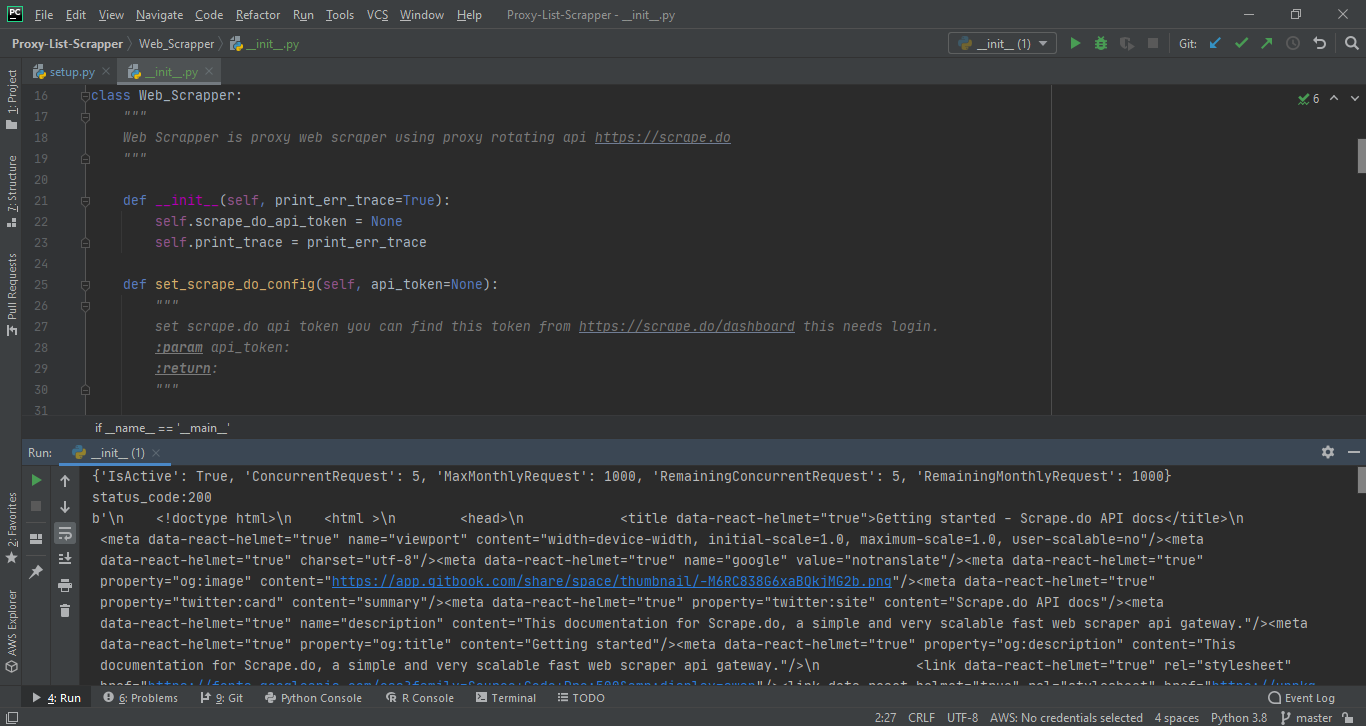 PC File Edit View Navigate Code Refactor Run Tools VCS Window Help Proxy-List-Scrapper - __init__.py
Proxy-List-Scrapper Web_Scrapper __init__.py __init__ (1) Git:
setup.py __init__.py
1: Project
7: Structure
Pull Requests
2: Favorites
AWS Explorer
6
16 class Web_Scrapper:
17 """
18 Web Scrapper is proxy web scraper using proxy rotating api https://scrape.do
19 """
20
21 def __init__(self, print_err_trace=True):
22 self.scrape_do_api_token = None
23 self.print_trace = print_err_trace
24
25 def set_scrape_do_config(self, api_token=None):
26 """
27 set scrape.do api token you can find this token from https://scrape.do/dashboard this needs login.
28 :param api_token:
29 :return:
30 """
31
if __name__ == '__main__'
Run: __init__ (1)
{'IsActive': True, 'ConcurrentRequest': 5, 'MaxMonthlyRequest': 1000, 'RemainingConcurrentRequest': 5, 'RemainingMonthlyRequest': 1000}
status_code:200
b'\n <!doctype html>\n <html >\n <head>\n <title data-react-helmet="true">Getting started - Scrape.do API docs</title>\n
<meta data-react-helmet="true" name="viewport" content="width=device-width, initial-scale=1.0, maximum-scale=1.0, user-scalable=no"/><meta
data-react-helmet="true" charset="utf-8"/><meta data-react-helmet="true" name="google" value="notranslate"/><meta data-react-helmet="true"
property="og:image" content="https://app.gitbook.com/share/space/thumbnail/-M6RC838G6xaBQkjMG2b.png"/><meta data-react-helmet="true"
property="twitter:card" content="summary"/><meta data-react-helmet="true" property="twitter:site" content="Scrape.do API docs"/><meta
data-react-helmet="true" name="description" content="This documentation for Scrape.do, a simple and very scalable fast web scraper api gateway."/><meta
data-react-helmet="true" property="og:title" content="Getting started"/><meta data-react-helmet="true" property="og:description" content="This
documentation for Scrape.do, a simple and very scalable fast web scraper api gateway."/>\n <link data-react-helmet="true" rel="stylesheet"
4: Run 6: Problems 9: Git Python Console R Console Terminal TODO Event Log
2:27 CRLF UTF-8 AWS: No credentials selected 4 spaces Python 3.8 master